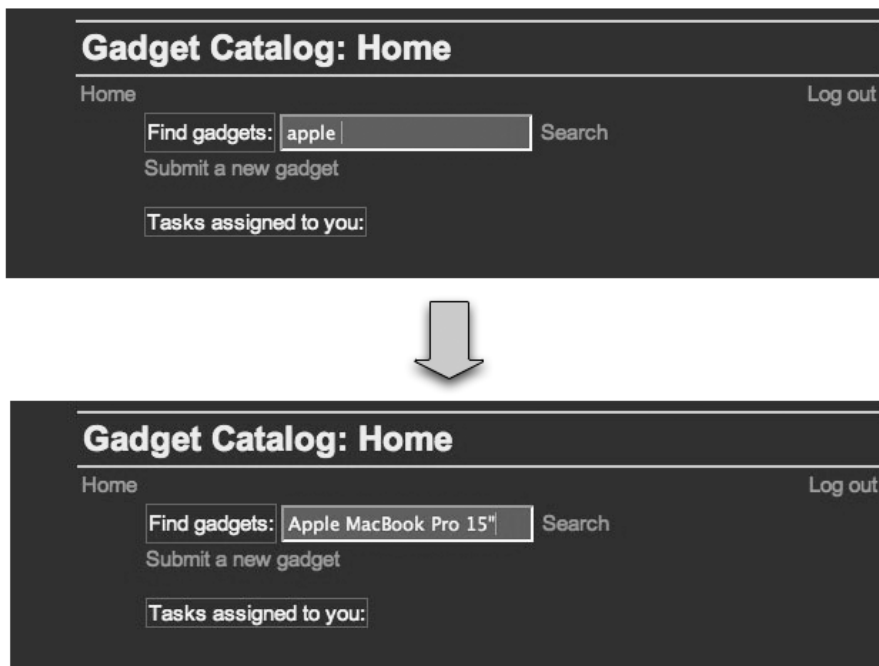 Gadget Catalog: Home
Home Log out
Find gadgets: apple Search
Submit a new gadget
Tasks assigned to you:
Gadget Catalog: Home
Home Log out
Find gadgets: Apple MacBook Pro 15" Search
Submit a new gadget
Tasks assigned to you: